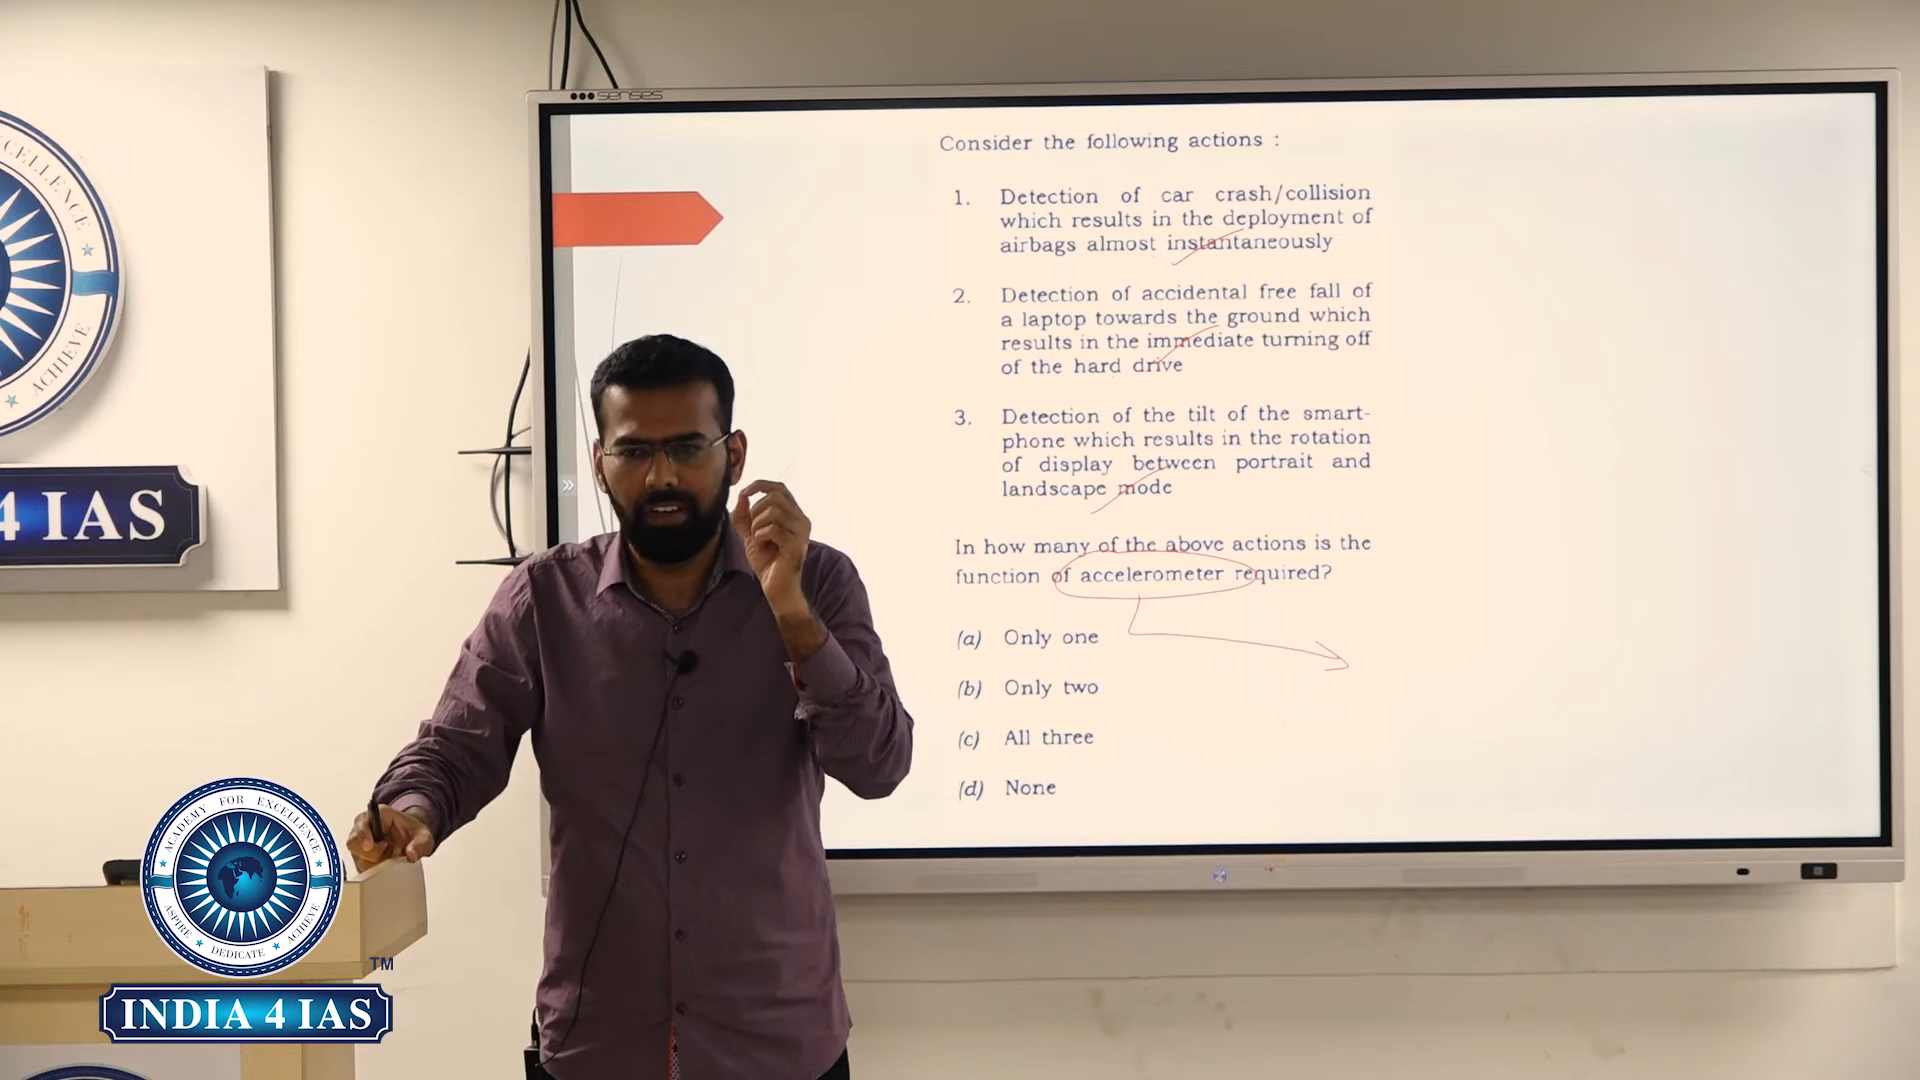 senses
Consider the following actions :
1. Detection of car crash/collision
which results in the deployment of
airbags almost instantaneously
2. Detection of accidental free fall of
a laptop towards the ground which
results in the immediate turning off
of the hard drive
3. Detection of the tilt of the smart-
phone which results in the rotation
of display between portrait and
landscape mode
In how many of the above actions is the
function of accelerometer required?
(a) Only one
(b) Only two
(c) All three
(d) None
CELLENCE
ACHIEVE
4 IAS
ACADEMY FOR EXCELLENCE
ASPIRE DEDICATE ACHIEVE
TM
INDIA 4 IAS